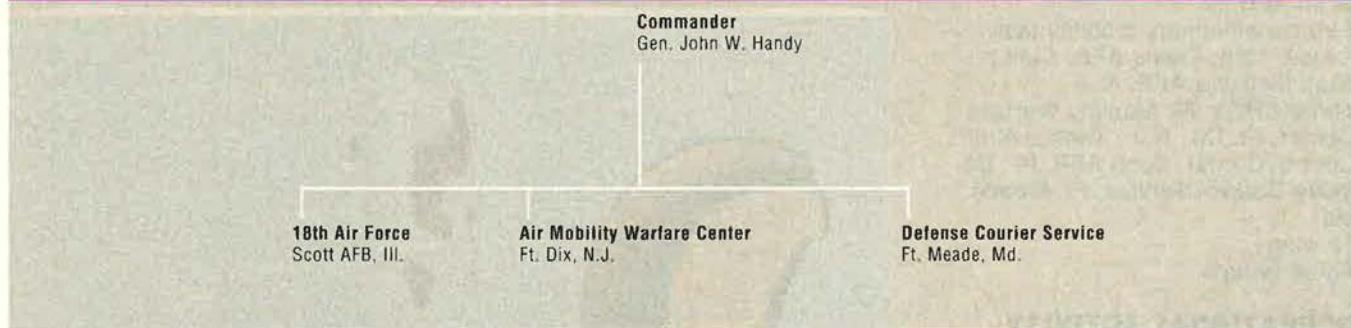 Commander
Gen. John W. Handy
18th Air Force
Scott AFB, Ill.
Air Mobility Warfare Center
Ft. Dix, N.J.
Defense Courier Service
Ft. Meade, Md.